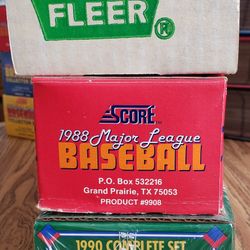 FLEER®
SCORE
1988 Major League
BASEBALL
P.O. Box 532216
Grand Prairie, TX 75053
PRODUCT #9908
1990 COMPLETE SET